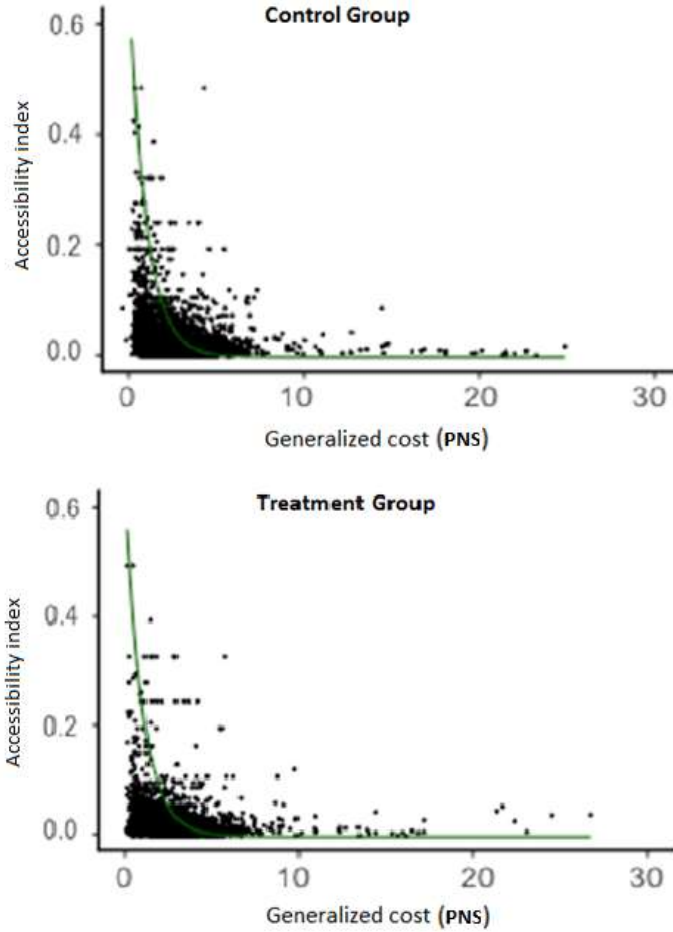 Control Group
0.6
0.4
0.2
0.0
Accessibility index
0 10 20 30
Generalized cost (PNS)
Treatment Group
0.6
0.4
0.2
0.0
Accessibility index
0 10 20 30
Generalized cost (PNS)